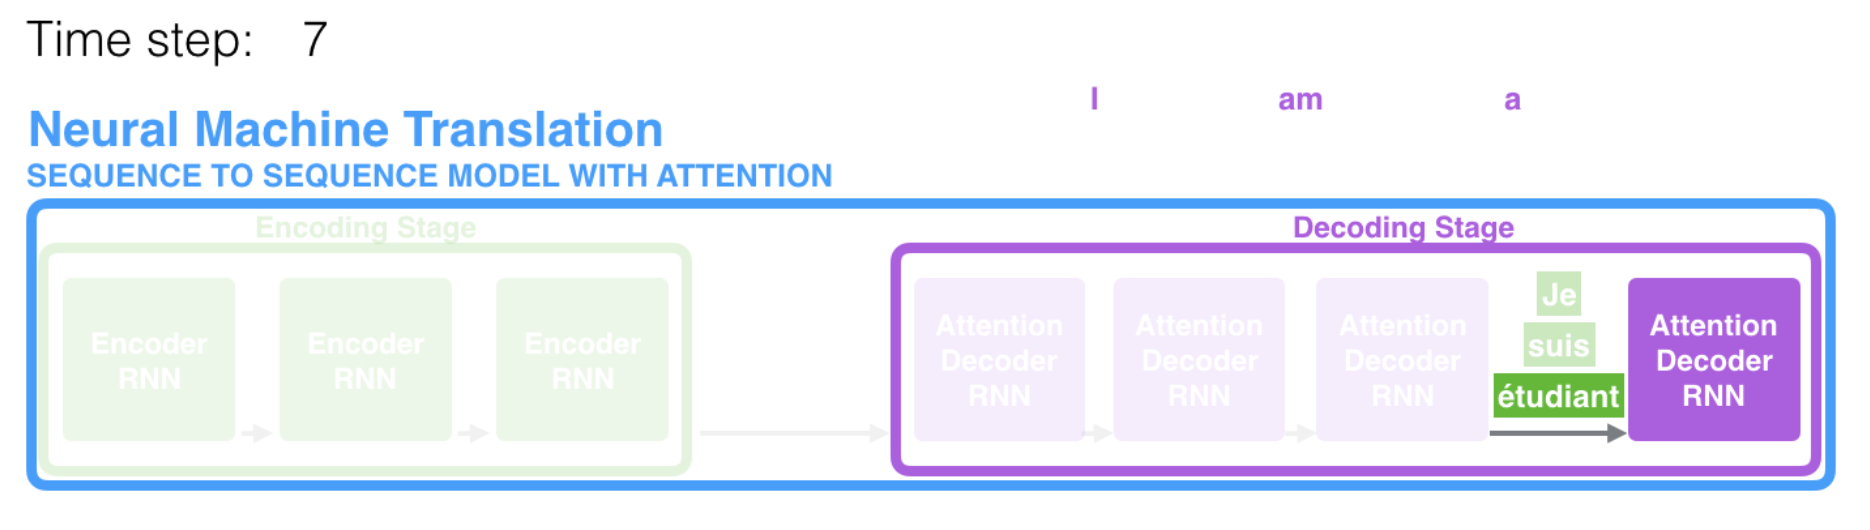 Time step: 7
I am a
Neural Machine Translation
SEQUENCE TO SEQUENCE MODEL WITH ATTENTION
Encoding Stage
Decoding Stage
Encoder
RNN
Encoder
RNN
Encoder
RNN
Attention
Decoder
RNN
Attention
Decoder
RNN
Attention
Decoder
RNN
Je
suis
étudiant
Attention
Decoder
RNN